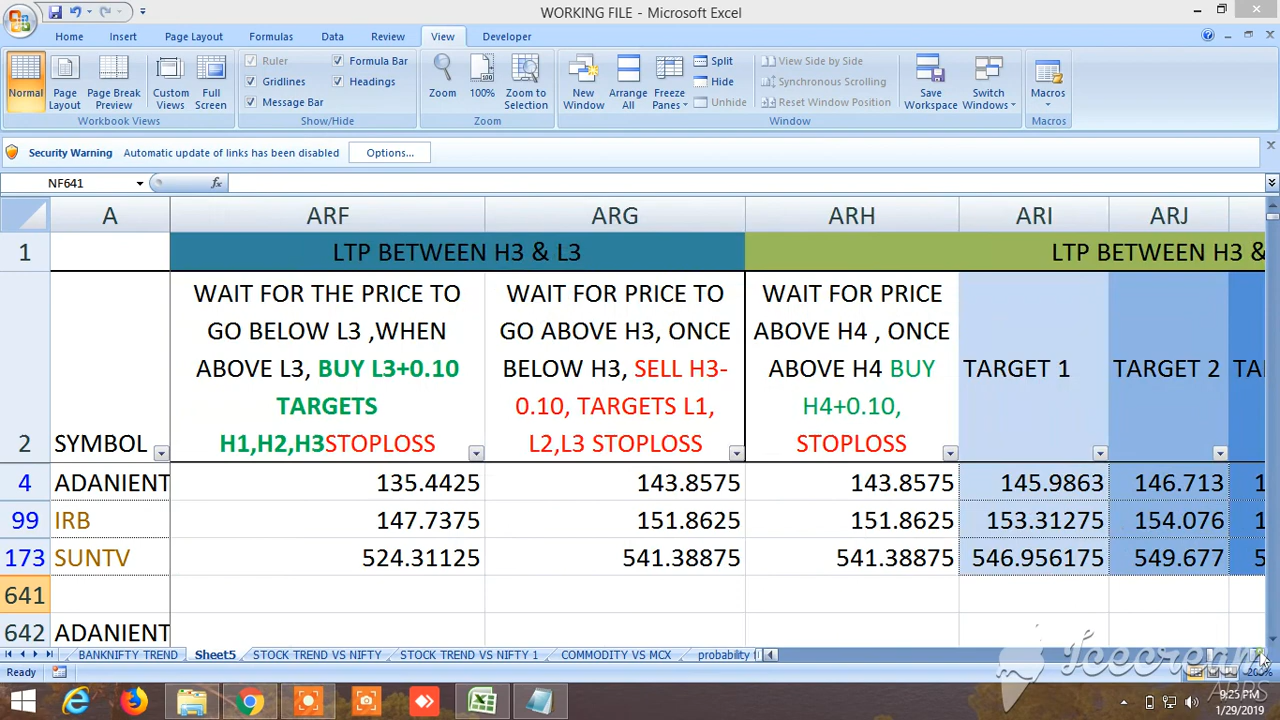 WORKING FILE - Microsoft Excel
Home Insert Page Layout Formulas Data Review View Developer
Ruler Formula Bar
Gridlines Headings
Message Bar
Normal Page Layout Page Break Preview Custom Views Full Screen
Workbook Views Show/Hide
Zoom 100% Zoom to Selection
Zoom
New Window Arrange All Freeze Panes
Split
Hide
Unhide
View Side by Side
Synchronous Scrolling
Reset Window Position
Window
Save Workspace Switch Windows
Macros
Macros
Security Warning Automatic update of links has been disabled Options...
NF641 fx
A ARF ARG ARH ARI ARJ
1 LTP BETWEEN H3 & L3 LTP BETWEEN H3 &
WAIT FOR THE PRICE TO GO BELOW L3 ,WHEN ABOVE L3, BUY L3+0.10 TARGETS H1,H2,H3STOPLOSS
WAIT FOR PRICE TO GO ABOVE H3, ONCE BELOW H3, SELL H3-0.10, TARGETS L1, L2,L3 STOPLOSS
WAIT FOR PRICE ABOVE H4 , ONCE ABOVE H4 BUY H4+0.10, STOPLOSS
TARGET 1 TARGET 2 TA
2 SYMBOL
4 ADANIENT 135.4425 143.8575 143.8575 145.9863 146.713 1
99 IRB 147.7375 151.8625 151.8625 153.31275 154.076 1
173 SUNTV 524.31125 541.38875 541.38875 546.956175 549.677 5
641
642 ADANIENT
BANKNIFTY TREND Sheet5 STOCK TREND VS NIFTY STOCK TREND VS NIFTY 1 COMMODITY VS MCX probability
Ready 200%
Icecream
APPS
9:25 PM
1/29/2019